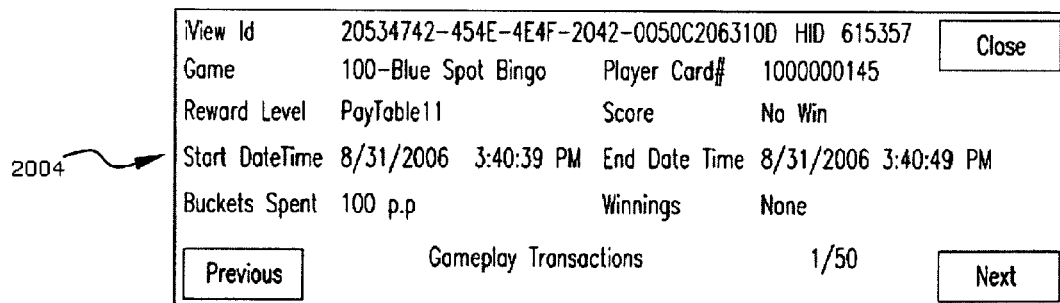 iView Id 20534742-454E-4E4F-2042-0050C206310D HID 615357 Close
Game 100-Blue Spot Bingo Player Card# 1000000145
Reward Level PayTable11 Score No Win
2004 Start DateTime 8/31/2006 3:40:39 PM End Date Time 8/31/2006 3:40:49 PM
Buckets Spent 100 p.p Winnings None
Previous Gameplay Transactions 1/50 Next